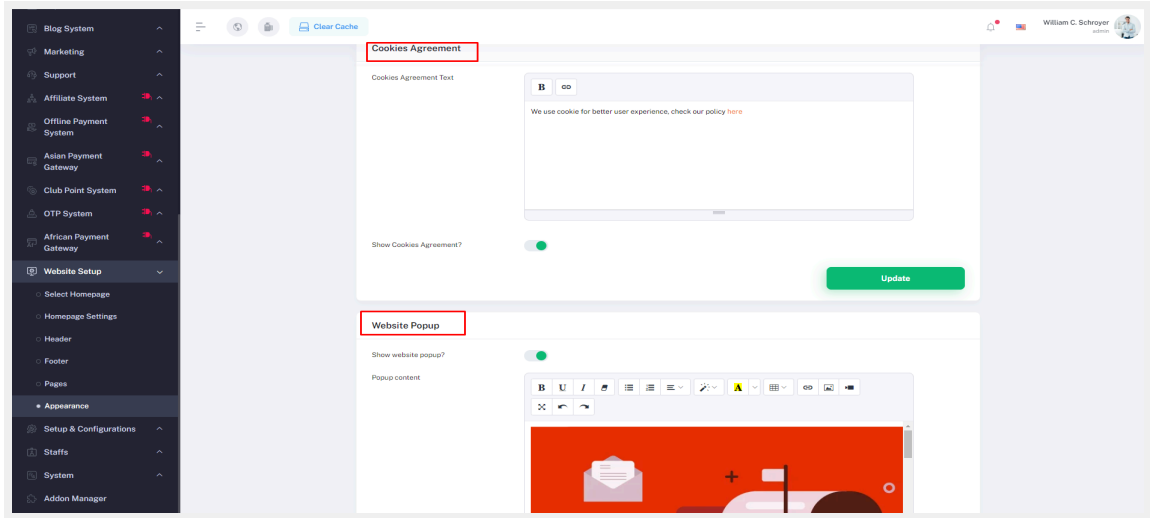 Blog System
Marketing
Support
Affiliate System
Offline Payment
System
Asian Payment
Gateway
Club Point System
OTP System
African Payment
Gateway
Website Setup
Select Homepage
Homepage Settings
Header
Footer
Pages
Appearance
Setup & Configurations
Staffs
System
Addon Manager
Clear Cache
William C. Schroyer
admin
Cookies Agreement
Cookies Agreement Text
B
We use cookie for better user experience, check our policy here
Show Cookies Agreement?
Update
Website Popup
Show website popup?
Popup content
B U I A